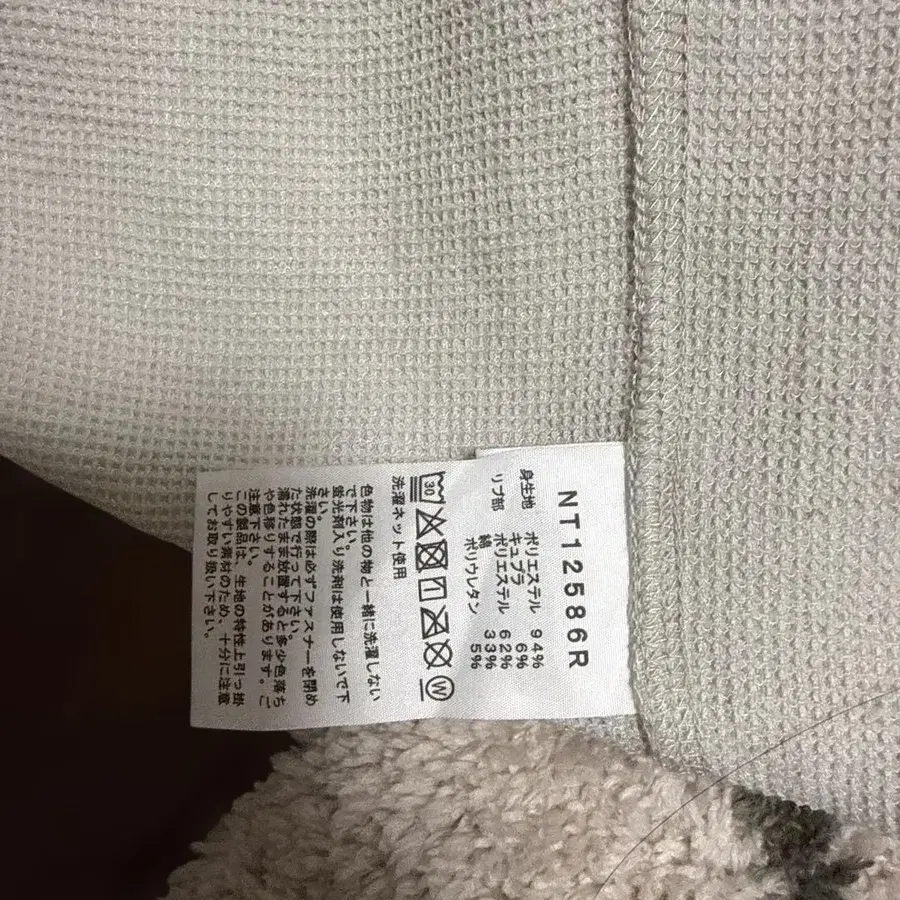 NT12586R
身生地 ポリエステル 94%
キュプラ 6%
リブ部 ポリエステル 62%
綿 33%
ポリウレタン 5%
30
W
洗濯ネット使用
色物は他の物と一緒に洗濯しない
で下さい。
蛍光剤入り洗剤は使用しないで下
さい。
洗濯の際は必ずファスナーを閉め
た状態で行って下さい。
濡れたまま放置すると多少色落ち
や色移りすることがあります。ご
注意下さい。
この製品は、生地の特性上引っ掛
りやすい素材のため、十分に注意
してお取り扱い下さい。